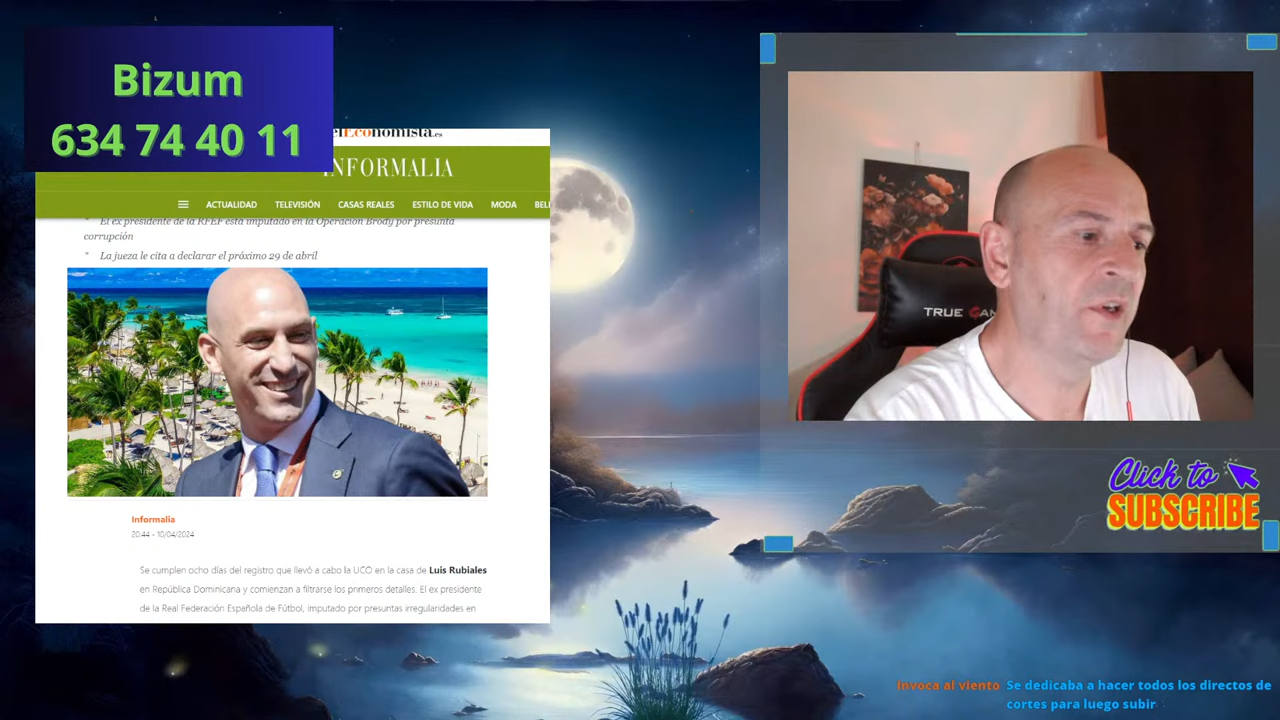 Bizum
634 74 40 11
elEconomista.es
INFORMALIA
ACTUALIDAD TELEVISIÓN CASAS REALES ESTILO DE VIDA MODA
* El ex presidente de la RFEF está imputado en la Operación Brody por presunta
corrupción
* La jueza le cita a declarar el próximo 29 de abril
Informalia
20:44 - 10/04/2024
Se cumplen ocho días del registro que llevó a cabo la UCO en la casa de Luis Rubiales
en República Dominicana y comienzan a filtrarse los primeros detalles. El ex presidente
de la Real Federación Española de Fútbol, imputado por presuntas irregularidades en
TRUE
Click to
SUBSCRIBE
Invoca al viento Se dedicaba a hacer todos los directos de
cortes para luego subir